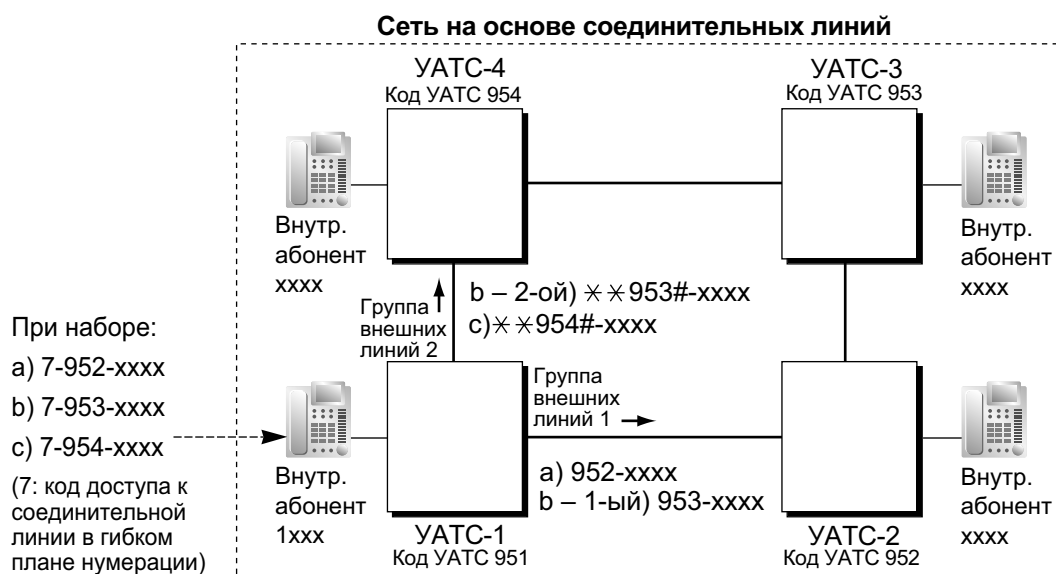 Сеть на основе соединительных линий
УАТС-4
Код УАТС 954
УАТС-3
Код УАТС 953
Внутр.
абонент
xxxx
Внутр.
абонент
xxxx
Группа
внешних
линий 2
b – 2-ой) ✳✳953#-xxxx
c)✳✳954#-xxxx
При наборе:
a) 7-952-xxxx
b) 7-953-xxxx
c) 7-954-xxxx
(7: код доступа к
соединительной
линии в гибком
плане нумерации)
Группа
внешних
линий 1
a) 952-xxxx
b – 1-ый) 953-xxxx
Внутр.
абонент
1xxx
Внутр.
абонент
xxxx
УАТС-1
Код УАТС 951
УАТС-2
Код УАТС 952